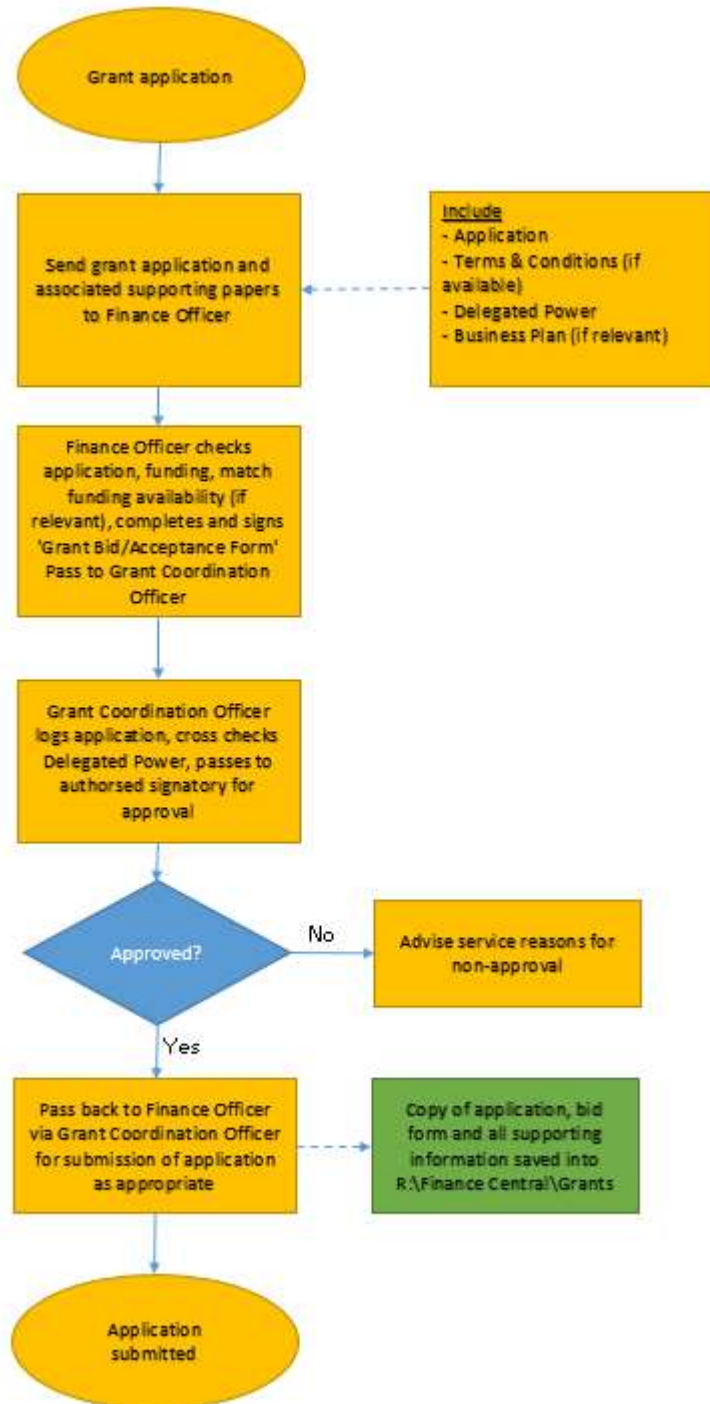 Grant application
Send grant application and
associated supporting papers
to Finance Officer
Include
- Application
- Terms & Conditions (if
available)
- Delegated Power
- Business Plan (if relevant)
Finance Officer checks
application, funding, match
funding availability (if
relevant), completes and signs
'Grant Bid/Acceptance Form'
Pass to Grant Coordination
Officer
Grant Coordination Officer
logs application, cross checks
Delegated Power, passes to
authorsed signatory for
approval
Approved?
No
Advise service reasons for
non-approval
Yes
Pass back to Finance Officer
via Grant Coordination Officer
for submission of application
as appropriate
Copy of application, bid
form and all supporting
information saved into
R:\Finance Central\Grants
Application
submitted